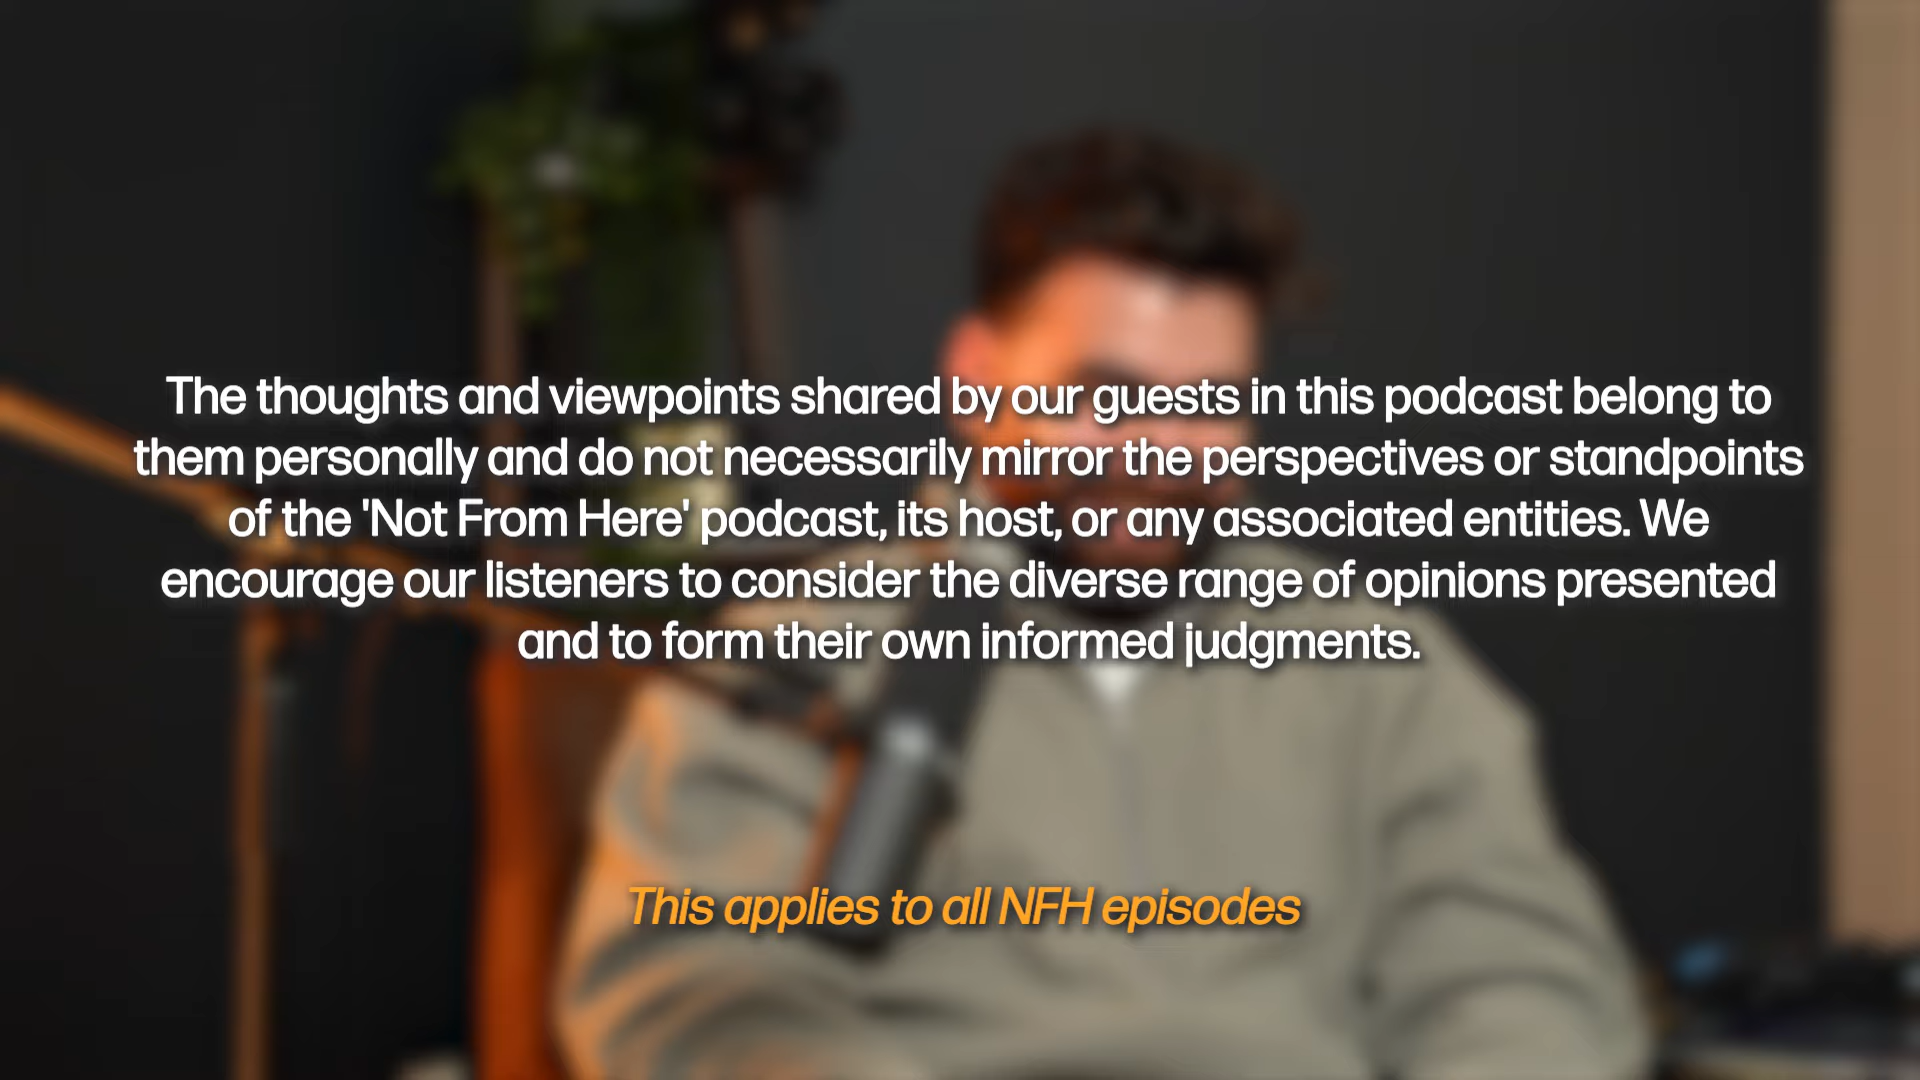 The thoughts and viewpoints shared by our guests in this podcast belong to
them personally and do not necessarily mirror the perspectives or standpoints
of the 'Not From Here' podcast, its host, or any associated entities. We
encourage our listeners to consider the diverse range of opinions presented
and to form their own informed judgments.
This applies to all NFH episodes